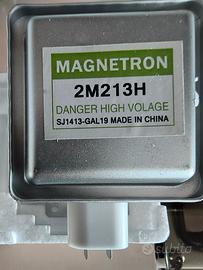 MAGNETRON
2M213H
DANGER HIGH VOLAGE
SJ1413-GAL19 MADE IN CHINA
subito